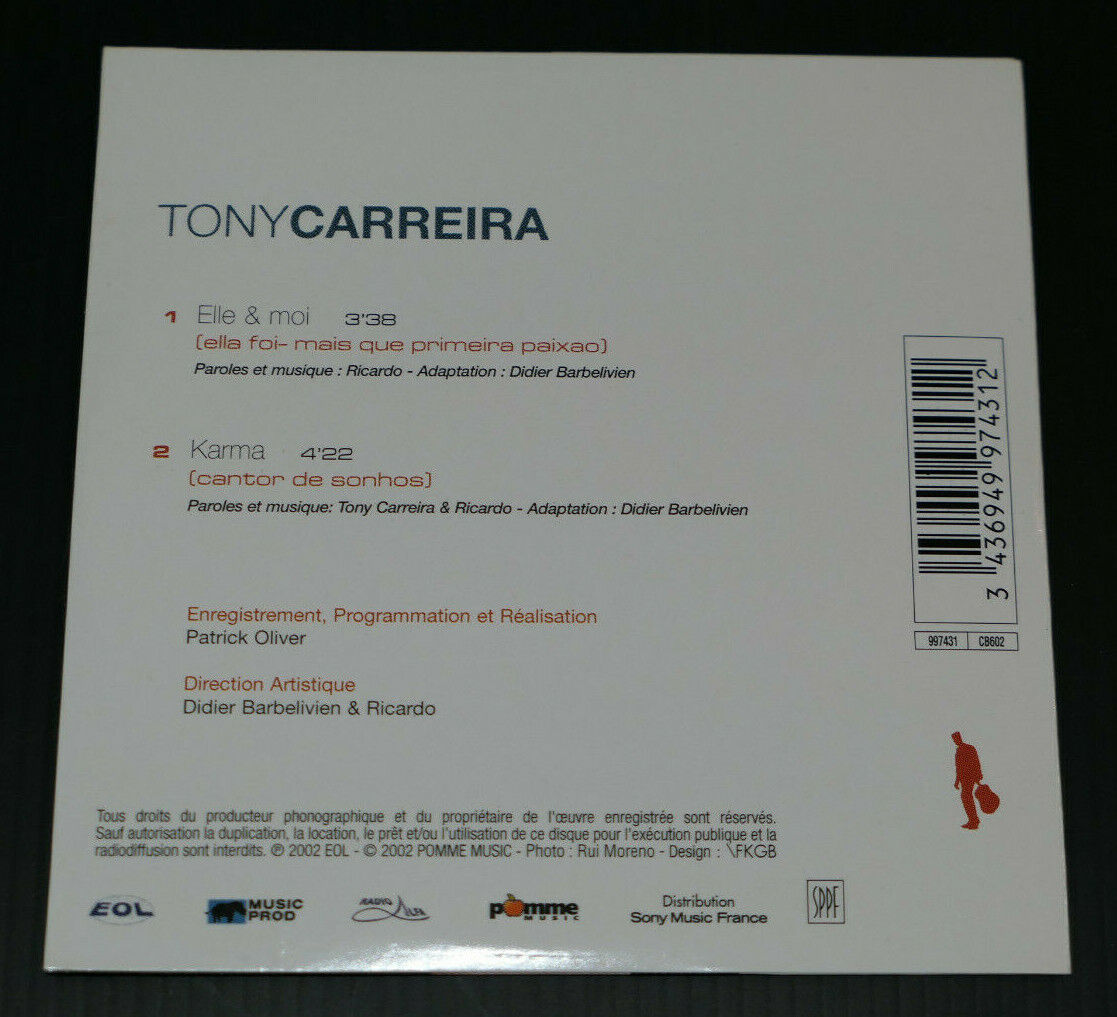 TONYCARREIRA
1 Elle & moi 3'38
(ella foi- mais que primeira paixao)
Paroles et musique : Ricardo - Adaptation : Didier Barbelivien
2 Karma 4'22
(cantor de sonhos)
Paroles et musique: Tony Carreira & Ricardo - Adaptation : Didier Barbelivien
Enregistrement, Programmation et Réalisation
Patrick Oliver
Direction Artistique
Didier Barbelivien & Ricardo
3 436949 974312
997431 CB602
Tous droits du producteur phonographique et du propriétaire de l'œuvre enregistrée sont réservés.
Sauf autorisation la duplication, la location, le prêt et/ou l'utilisation de ce disque pour l'exécution publique et la
radiodiffusion sont interdits. ℗ 2002 EOL - © 2002 POMME MUSIC - Photo : Rui Moreno - Design : \FKGB
EOL
MUSIC
PROD
RADIO
ALFA
pomme
MUSIC
Distribution
Sony Music France
SPPF